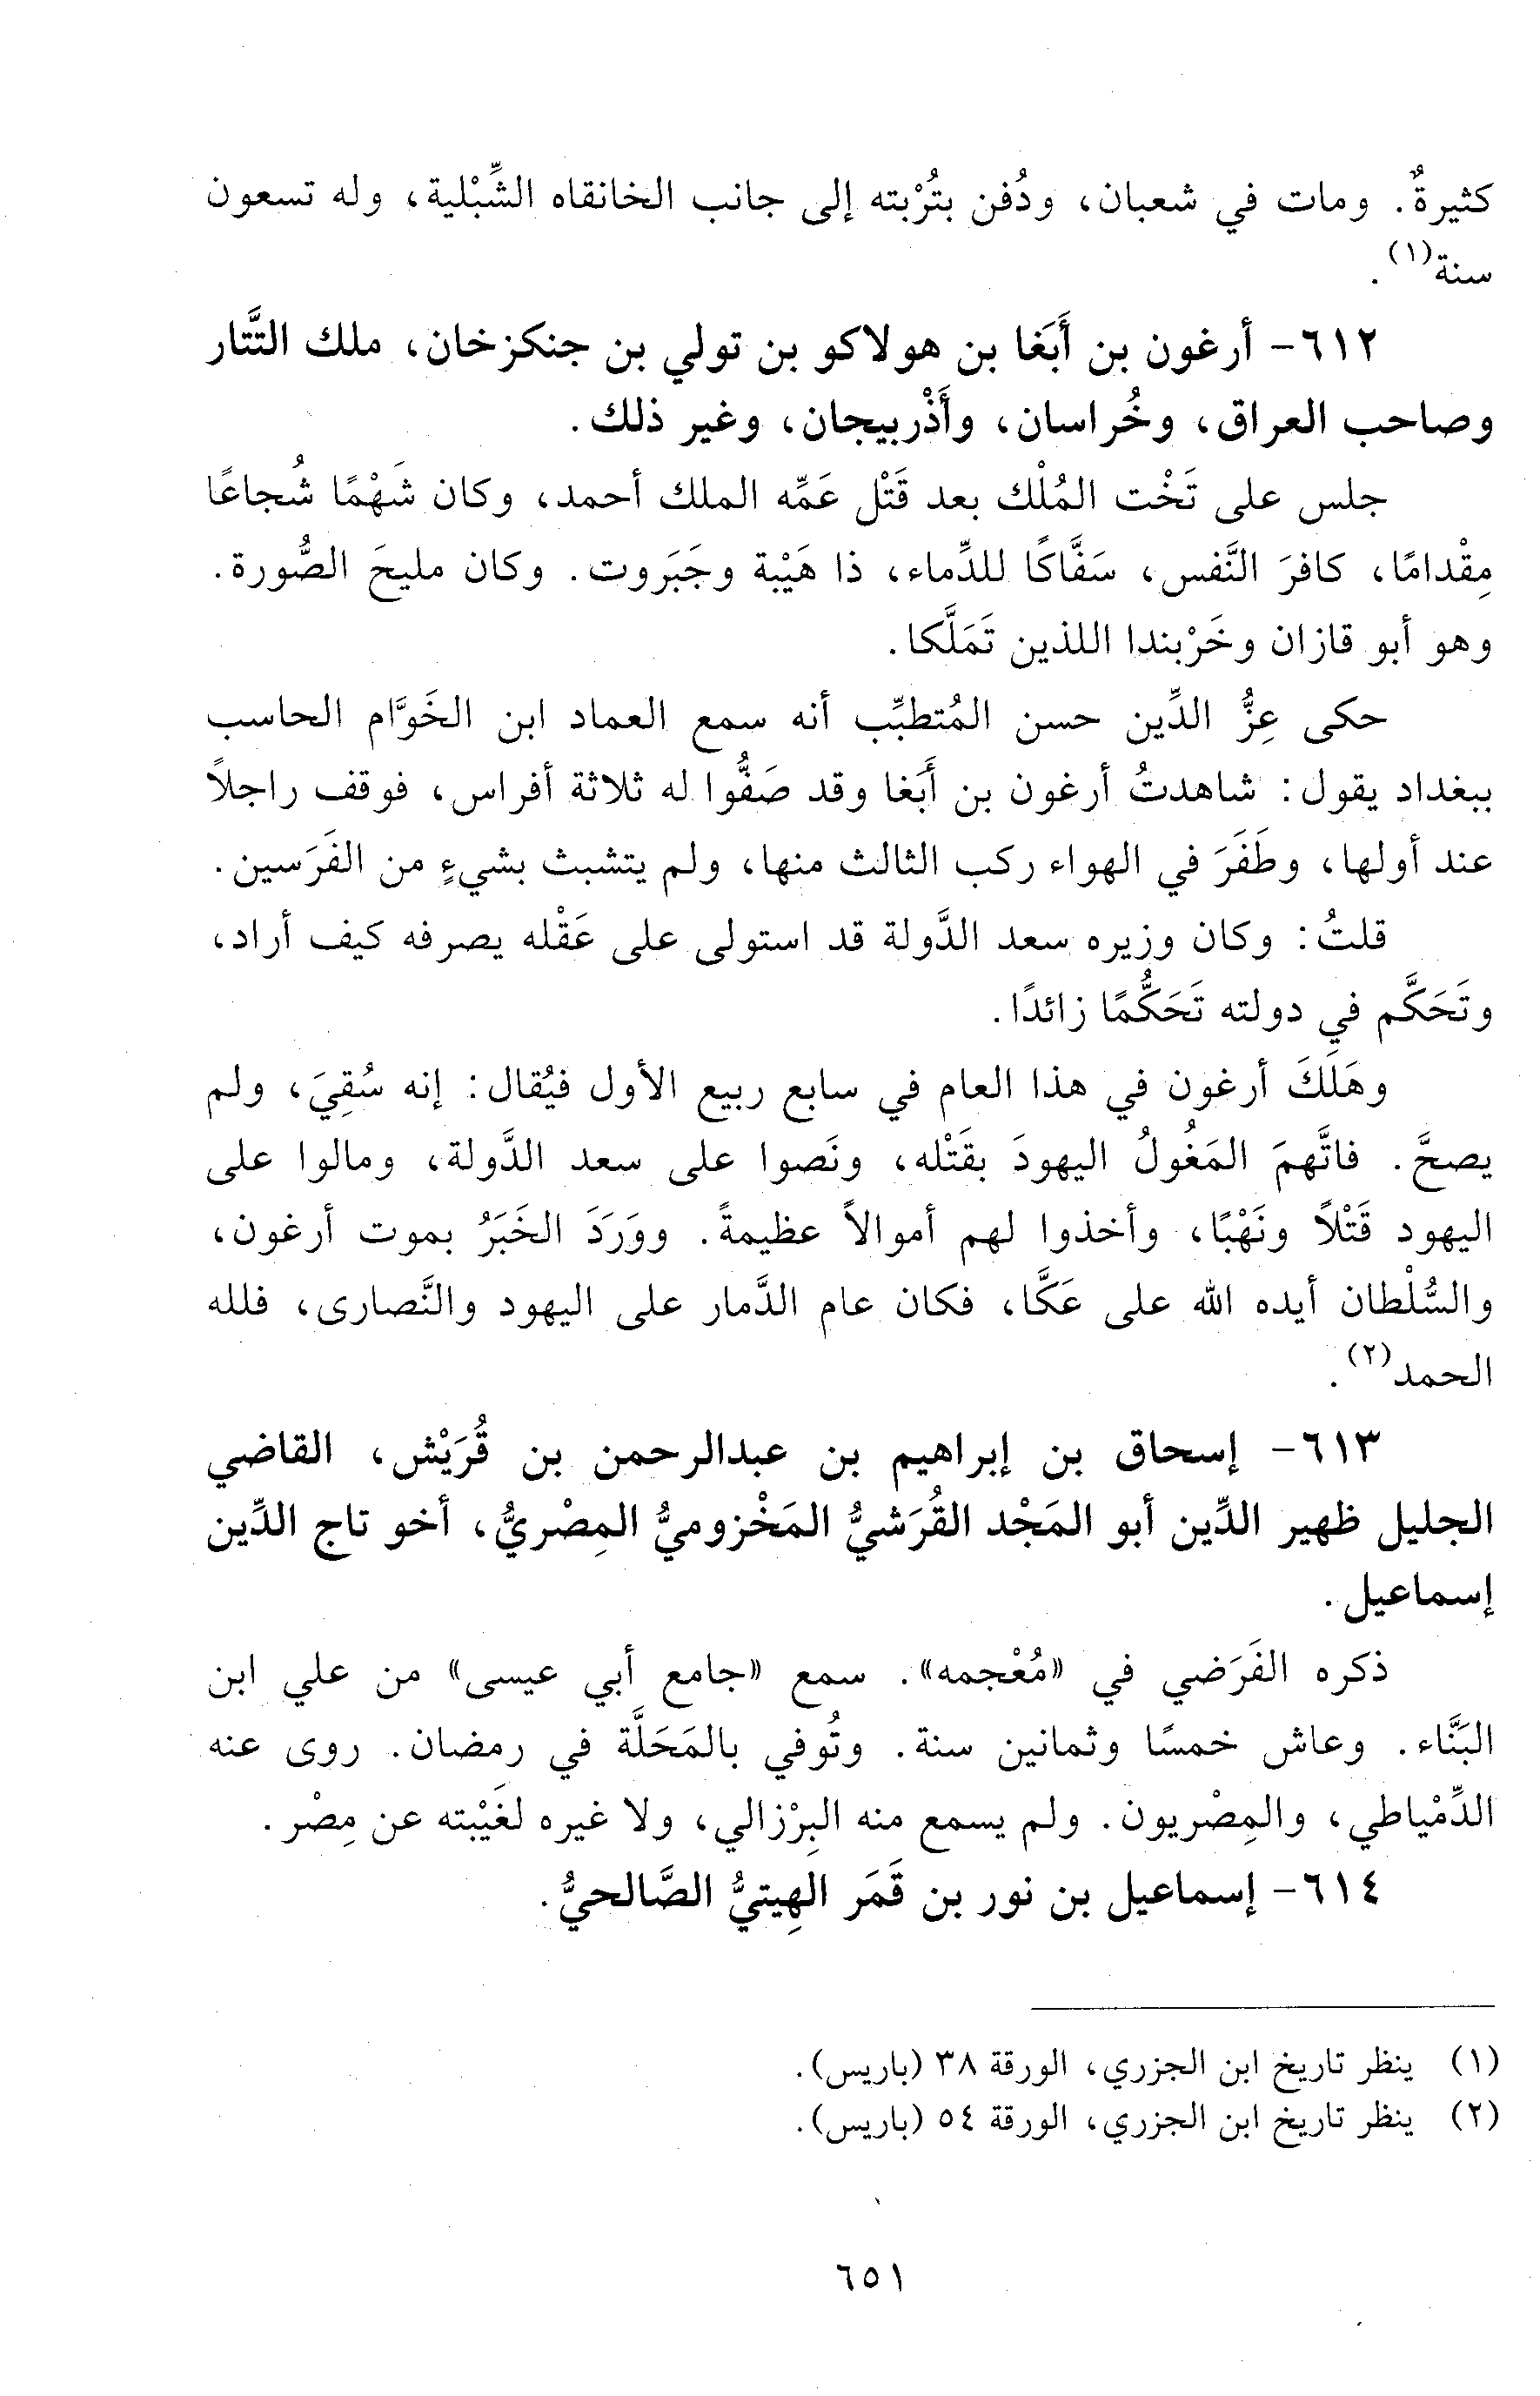 كثيرةٌ. ومات في شعبان، ودُفن بتُرْبته إلى جانب الخانقاه الشِّبْلية، وله تسعون
سنة(١).
٦١٢- أرغون بن أَبَغا بن هولاكو بن تولي بن جنكزخان، ملك التَّتار
وصاحب العراق، وخُراسان، وأَذْربيجان، وغير ذلك.
جلس على تَخْت المُلْك بعد قَتْل عَمِّه الملك أحمد، وكان شَهْمًا شُجاعًا
مِقْدامًا، كافرَ النَّفس، سَفَّاكًا للدِّماء، ذا هَيْبة وجَبَروت. وكان مليحَ الصُّورة.
وهو أبو قازان وخَرْبندا اللذين تَمَلَّكا.
حكى عِزُّ الدِّين حسن المُتطبِّب أنه سمع العماد ابن الخَوَّام الحاسب
ببغداد يقول: شاهدتُ أرغون بن أَبَغا وقد صَفُّوا له ثلاثة أفراس، فوقف راجلاً
عند أولها، وطَفَرَ في الهواء ركب الثالث منها، ولم يتشبث بشيءٍ من الفَرَسين.
قلتُ: وكان وزيره سعد الدَّولة قد استولى على عَقْله يصرفه كيف أراد،
وتَحَكَّم في دولته تَحَكُّمًا زائدًا.
وهَلَكَ أرغون في هذا العام في سابع ربيع الأول فيُقال: إنه سُقِيَ، ولم
يصحَّ. فاتَّهمَ المَغُولُ اليهودَ بقَتْله، ونَصوا على سعد الدَّولة، ومالوا على
اليهود قَتْلاً ونَهْبًا، وأخذوا لهم أموالاً عظيمةً. ووَرَدَ الخَبَرُ بموت أرغون،
والسُّلْطان أيده الله على عَكَّا، فكان عام الدَّمار على اليهود والنَّصارى، فلله
الحمد(٢).
٦١٣- إسحاق بن إبراهيم بن عبدالرحمن بن قُرَيْش، القاضي
الجليل ظهير الدِّين أبو المَجْد القُرَشيُّ المَخْزوميُّ المِصْريُّ، أخو تاج الدِّين
إسماعيل.
ذكره الفَرَضي في «مُعْجمه». سمع «جامع أبي عيسى» من علي ابن
البَنَّاء. وعاش خمسًا وثمانين سنة. وتُوفي بالمَحَلَّة في رمضان. روى عنه
الدِّمْياطي، والمِصْريون. ولم يسمع منه البِرْزالي، ولا غيره لغَيْبته عن مِصْر.
٦١٤- إسماعيل بن نور بن قَمَر الهِيتيُّ الصَّالحيُّ.
(١) ينظر تاريخ ابن الجزري، الورقة ٣٨ (باريس).
(٢) ينظر تاريخ ابن الجزري، الورقة ٥٤ (باريس).
٦٥١